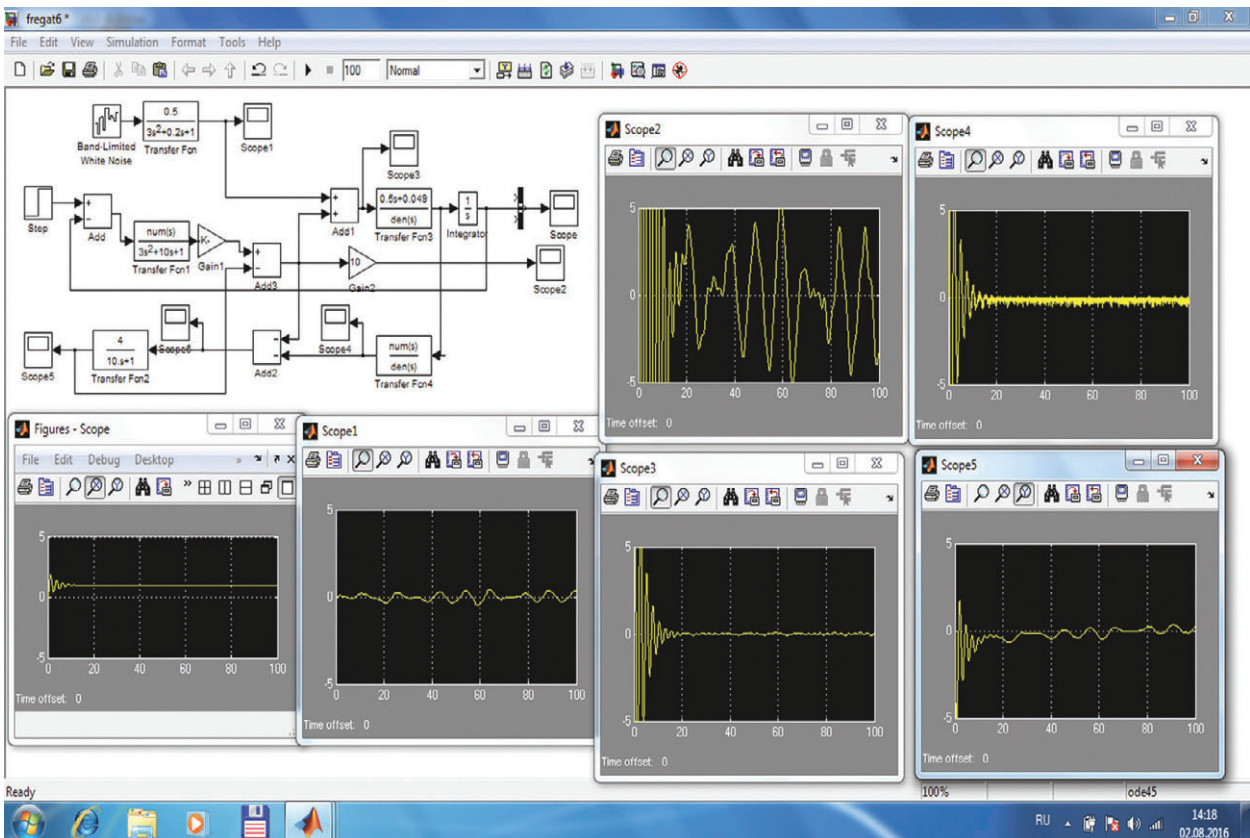 fregat6 *
File Edit View Simulation Format Tools Help
100 Normal
0.5
3s²+0.2s+1
Band-Limited
White Noise
Transfer Fcn
Scope1
Scope3
Step
Add
num(s)
3s²+10s+1
Transfer Fcn1
Gain1
Add3
Add1
0.5s+0.049
den(s)
Transfer Fcn3
1
s
Integrator
Scope
10
Gain2
Scope2
Scope5
4
10.s+1
Transfer Fcn2
Scope6
Add2
Scope4
num(s)
den(s)
Transfer Fcn4
Scope2
5
0
-5
0 20 40 60 80 100
Time offset: 0
Scope4
5
0
-5
0 20 40 60 80 100
Time offset: 0
Figures - Scope
File Edit Debug Desktop
5
0
-5
0 20 40 60 80 100
Time offset: 0
Scope1
5
0
-5
0 20 40 60 80 100
Time offset: 0
Scope3
5
0
-5
0 20 40 60 80 100
Time offset: 0
Scope5
5
0
-5
0 20 40 60 80 100
Time offset: 0
Ready
100%
ode45
RU
14:18
02.08.2016